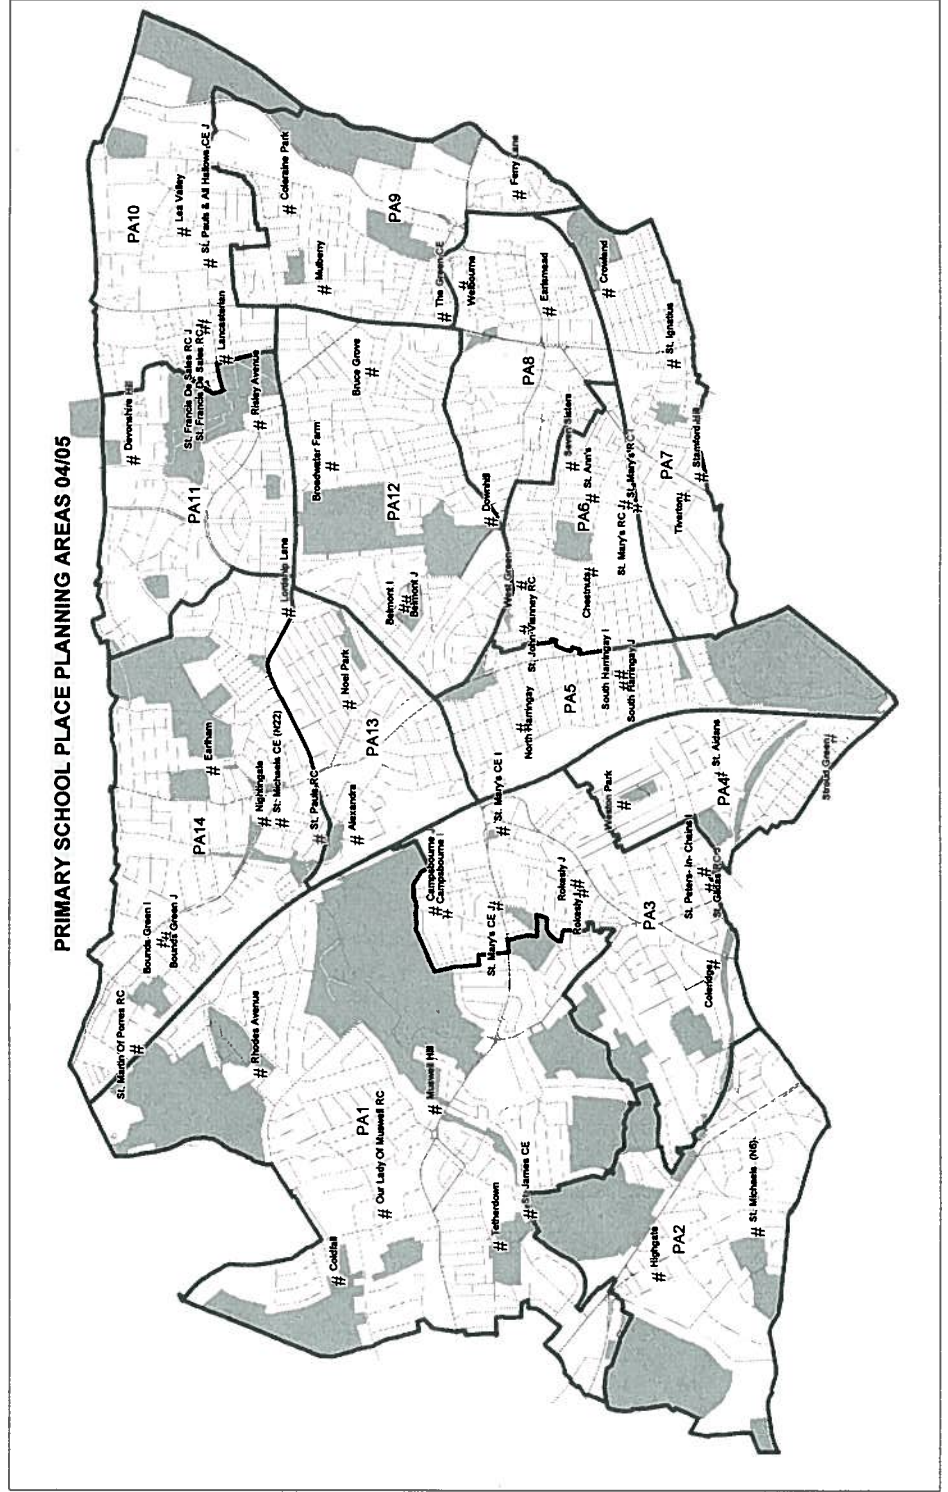 PRIMARY SCHOOL PLACE PLANNING AREAS 04/05
St. Martin Of Porres RC
Bounds Green I
Bounds Green J
Rhodes Avenue
PA14
Earlham
Nightingale
St. Michaels CE (N22)
St. Pauls RC
Alexandra
PA13
Noel Park
Lordship Lane
PA11
Devonshire Hill
St. Francis De Sales RC J
St. Francis De Sales RC I
Lancasterian
Risley Avenue
PA10
Lea Valley
St. Pauls & All Hallows CE J
Coleraine Park
PA9
Mulberry
The Green CE
Welbourne
Ferry Lane
Earlsmead
Crowland
St. Ignatius
PA8
Bruce Grove
Broadwater Farm
PA12
Belmont I
Belmont J
Downhill
West Green
St. John Vianney RC
Seven Sisters
St. Ann's
PA6
Chestnuts
St. Mary's RC I
St. Mary's RC J
PA7
Stamford Hill
Tiverton
PA5
North Harringay
South Harringay I
South Harringay J
Coldfall
PA1
Our Lady Of Muswell RC
Muswell Hill
Tetherdown
St. James CE
Campsbourne J
Campsbourne I
St. Mary's CE I
St. Mary's CE J
Rokesly J
Rokesly I
Weston Park
PA4
St. Aidans
Stroud Green
PA3
St. Peters- In- Chains I
St. Gildas' RC J
Coleridge
Highgate
PA2
St. Michaels (N6)